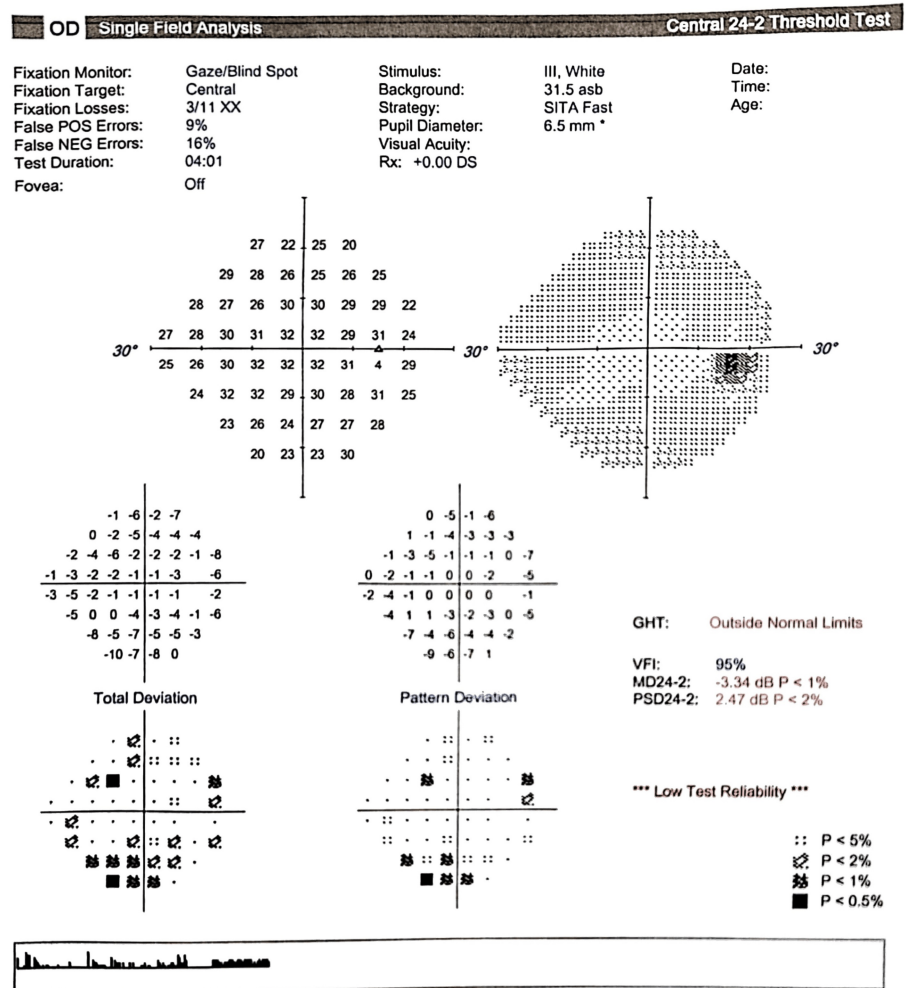 OD Single Field Analysis Central 24-2 Threshold Test
Fixation Monitor: Gaze/Blind Spot Stimulus: III, White Date:
Fixation Target: Central Background: 31.5 asb Time:
Fixation Losses: 3/11 XX Strategy: SITA Fast Age:
False POS Errors: 9% Pupil Diameter: 6.5 mm *
False NEG Errors: 16% Visual Acuity:
Test Duration: 04:01 Rx: +0.00 DS
Fovea: Off
27 22 25 20
29 28 26 25 26 25
28 27 26 30 30 29 29 22
27 28 30 31 32 32 29 31 24
30° 30° 30°
25 26 30 32 32 32 31 4 29
24 32 32 29 30 28 31 25
23 26 24 27 27 28
20 23 23 30
-1 -6 -2 -7 0 -5 -1 -6
0 -2 -5 -4 -4 -4 1 -1 -4 -3 -3 -3
-2 -4 -6 -2 -2 -2 -1 -8 -1 -3 -5 -1 -1 -1 0 -7
-1 -3 -2 -2 -1 -1 -3 -6 0 -2 -1 -1 0 0 -2 -5
-3 -5 -2 -1 -1 -1 -1 -2 -2 -4 -1 0 0 0 0 -1
-5 0 0 -4 -3 -4 -1 -6 -4 1 1 -3 -2 -3 0 -5
-8 -5 -7 -5 -5 -3 -7 -4 -6 -4 -4 -2
-10 -7 -8 0 -9 -6 -7 1
GHT: Outside Normal Limits
VFI: 95%
MD24-2: -3.34 dB P < 1%
PSD24-2: 2.47 dB P < 2%
Total Deviation Pattern Deviation
*** Low Test Reliability ***
P < 5%
P < 2%
P < 1%
P < 0.5%